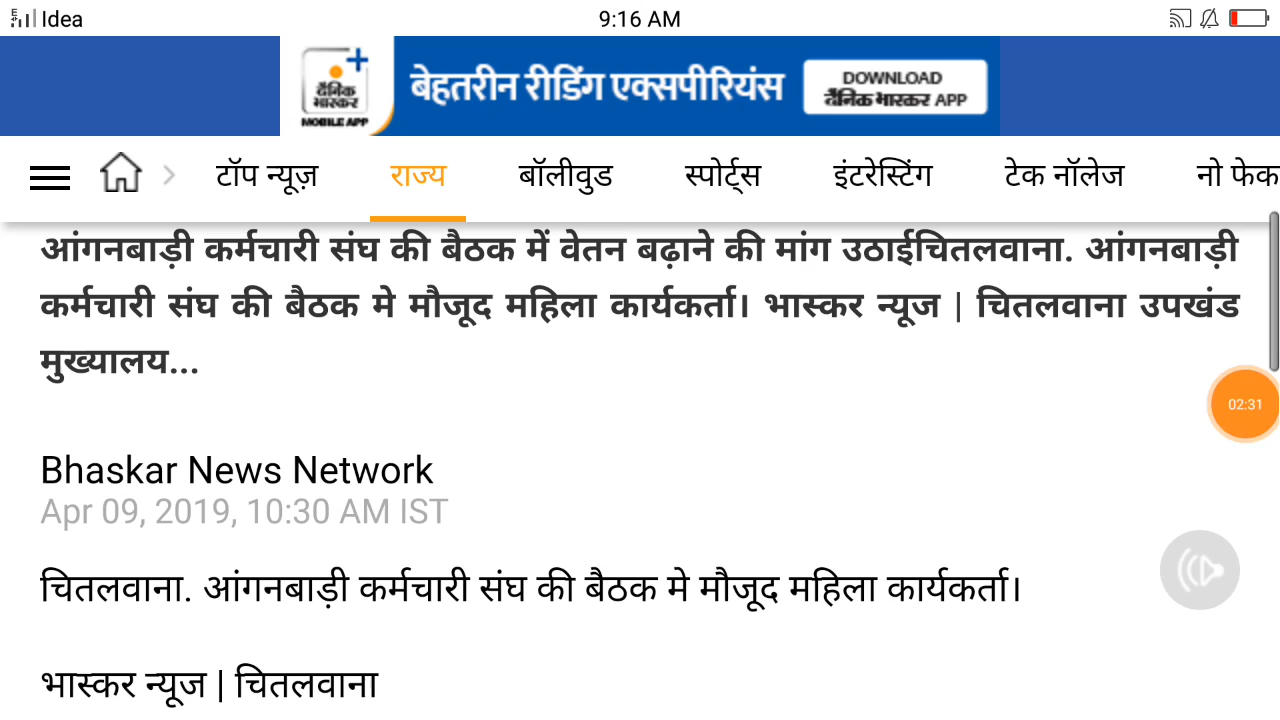 Idea
9:16 AM
दैनिक
भास्कर
MOBILE APP
बेहतरीन रीडिंग एक्सपीरियंस
DOWNLOAD
दैनिक भास्कर APP
टॉप न्यूज़ राज्य बॉलीवुड स्पोर्ट्स इंटरेस्टिंग टेक नॉलेज नो फेक
आंगनबाड़ी कर्मचारी संघ की बैठक में वेतन बढ़ाने की मांग उठाईचितलवाना. आंगनबाड़ी
कर्मचारी संघ की बैठक मे मौजूद महिला कार्यकर्ता। भास्कर न्यूज | चितलवाना उपखंड
मुख्यालय...
02:31
Bhaskar News Network
Apr 09, 2019, 10:30 AM IST
चितलवाना. आंगनबाड़ी कर्मचारी संघ की बैठक मे मौजूद महिला कार्यकर्ता।
भास्कर न्यूज | चितलवाना